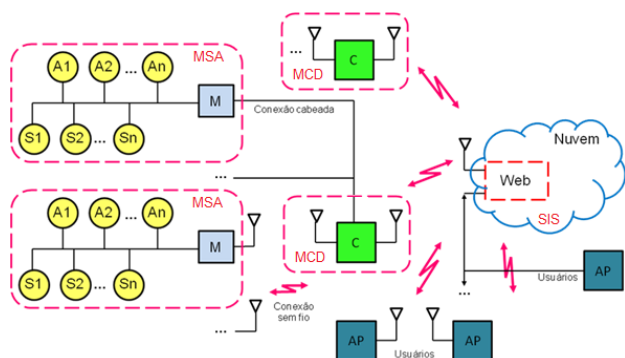 MSA
A1 A2 ... An
M
S1 S2 ... Sn
Conexão cabeada
...
... C
MCD
Nuvem
Web
SIS
MSA
A1 A2 ... An
M
S1 S2 ... Sn
C
MCD
Conexão
sem fio
...
Usuários
AP
...
AP Usuários AP